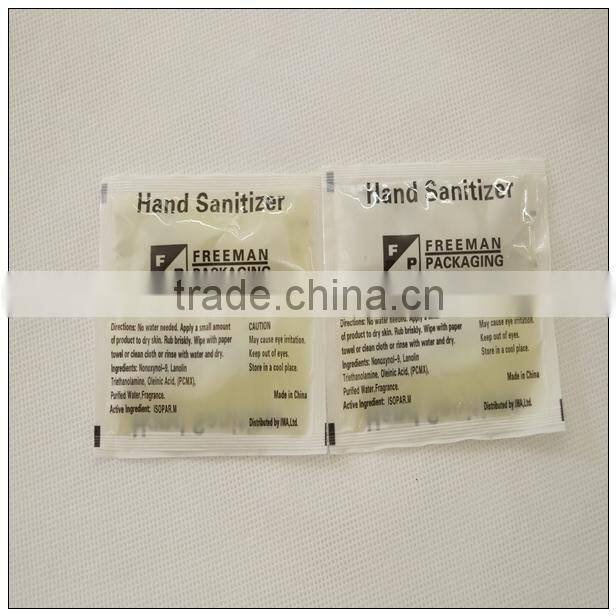 Hand Sanitizer
FP FREEMAN
PACKAGING
Directions: No water needed. Apply a small amount
of product to dry skin. Rub briskly. Wipe with paper
towel or clean cloth or rinse with water and dry.
Ingredients: Nonoxynol-9, Lanolin
Triethanolamine, Oleinic Acid, (PCMX),
Purified Water,Fragrance.
Active Ingredient: ISOPAR.M
CAUTION
May cause eye irritation.
Keep out of eyes.
Store in a cool place.
Made in China
Distributed by IMA,Ltd.
Hand Sanitizer
FP FREEMAN
PACKAGING
Directions: No water needed. Apply a small amount
of product to dry skin. Rub briskly. Wipe with paper
towel or clean cloth or rinse with water and dry.
Ingredients: Nonoxynol-9, Lanolin
Triethanolamine, Oleinic Acid, (PCMX),
Purified Water,Fragrance.
Active Ingredient: ISOPAR.M
May cause eye irritation.
Keep out of eyes.
Store in a cool place.
Made in China
Distributed by IMA,Ltd.
trade.china.cn